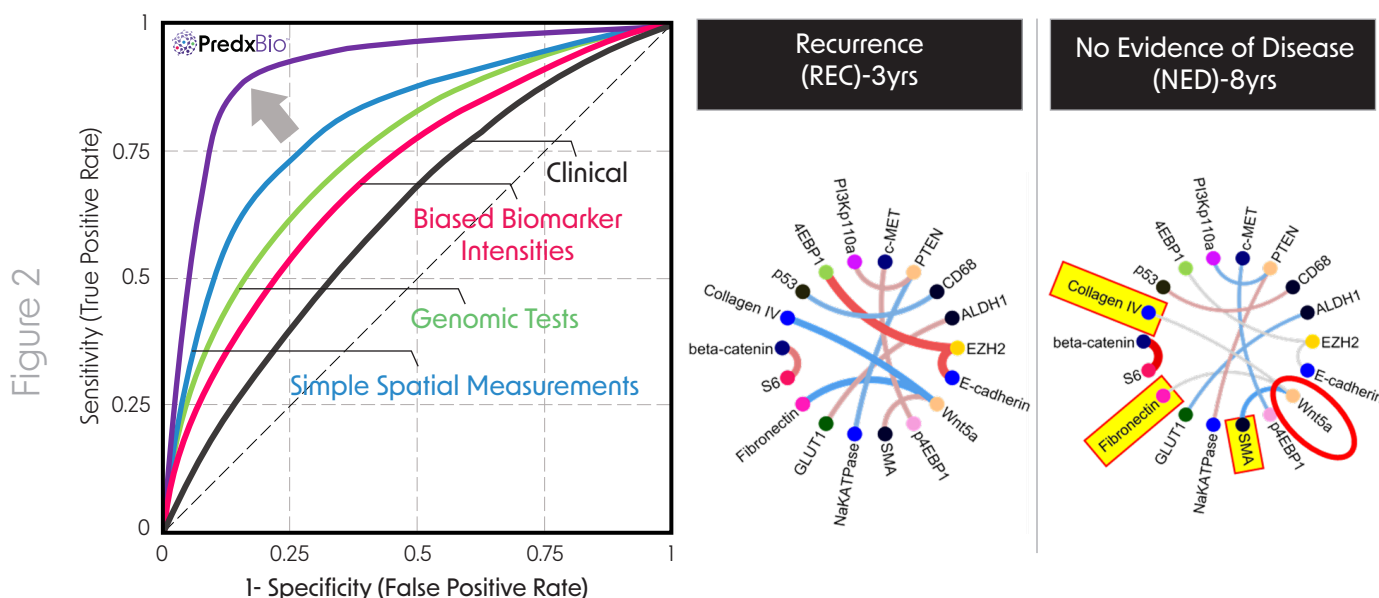 Figure 2
Sensitivity (True Positive Rate)
1
0.75
0.5
0.25
0
PredxBio
Clinical
Biased Biomarker
Intensities
Genomic Tests
Simple Spatial Measurements
0
0.25
0.5
0.75
1
1- Specificity (False Positive Rate)
Recurrence
(REC)-3yrs
PI3Kp110a
c-MET
4EBP1
PTEN
p53
CD68
Collagen IV
ALDH1
beta-catenin
EZH2
S6
E-cadherin
Fibronectin
Wnt5a
GLUT1
p4EBP1
NaKATPase
SMA
No Evidence of Disease
(NED)-8yrs
PI3Kp110a
c-MET
4EBP1
PTEN
p53
CD68
Collagen IV
ALDH1
beta-catenin
EZH2
S6
E-cadherin
Fibronectin
Wnt5a
GLUT1
p4EBP1
NaKATPase
SMA